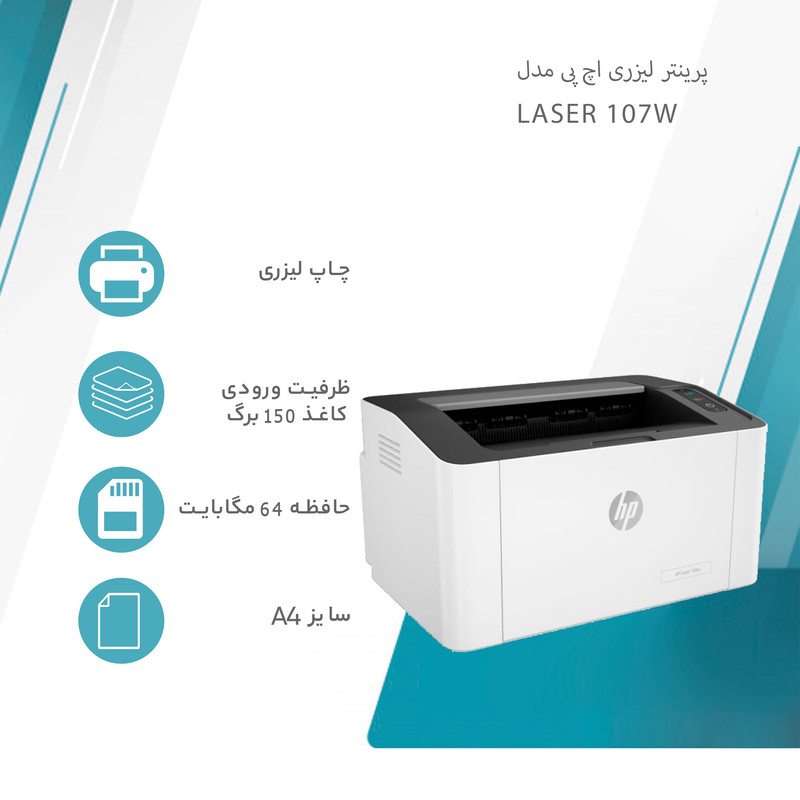 پرینتر لیزری اچ پی مدل
LASER 107W
چاپ لیزری
ظرفیت ورودی
کاغذ 150 برگ
حافظه 64 مگابایت
سایز A4
hp